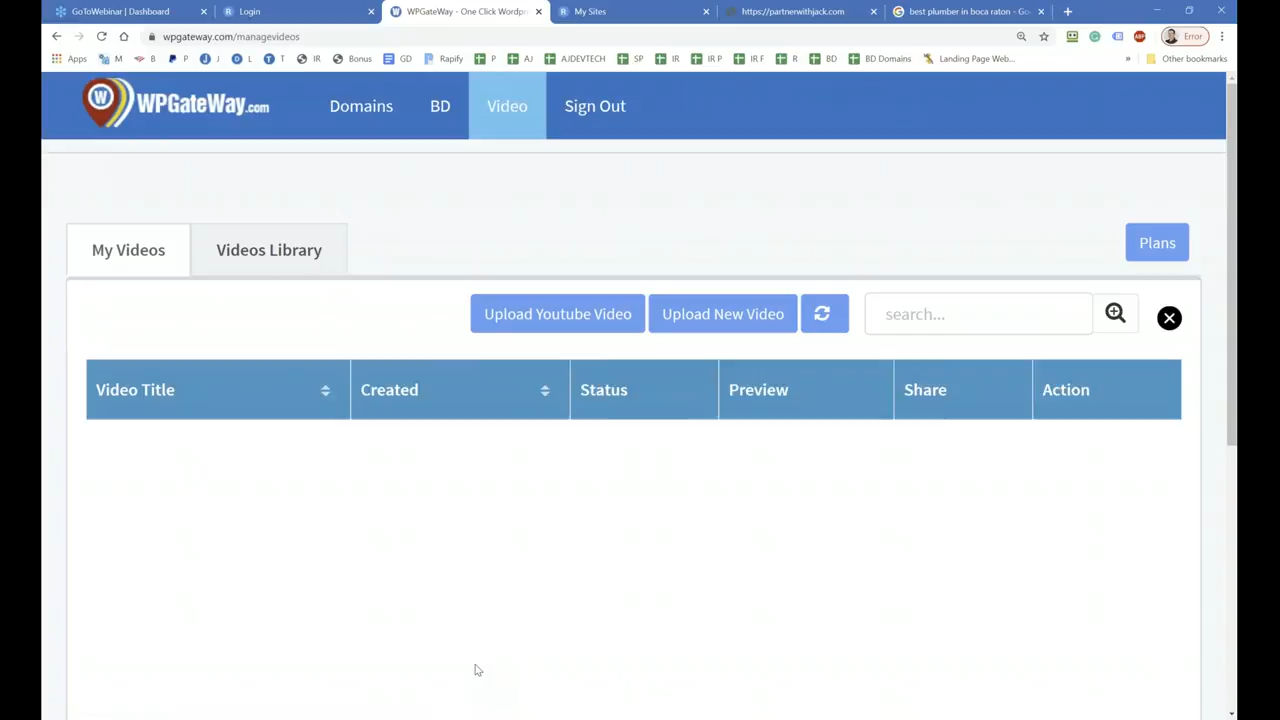 GoToWebinar | Dashboard
Login
WPGateWay - One Click Wordpr
My Sites
https://partnerwithjack.com
best plumber in boca raton - Go
wpgateway.com/managevideos
Error
Apps M B P J L T IR Bonus GD Rapify P AJ AJDEVTECH SP IR IR P IR F R BD BD Domains Landing Page Web... » Other bookmarks
W WPGateWay.com
Domains BD Video Sign Out
My Videos Videos Library
Plans
Upload Youtube Video Upload New Video search...
Video Title Created Status Preview Share Action